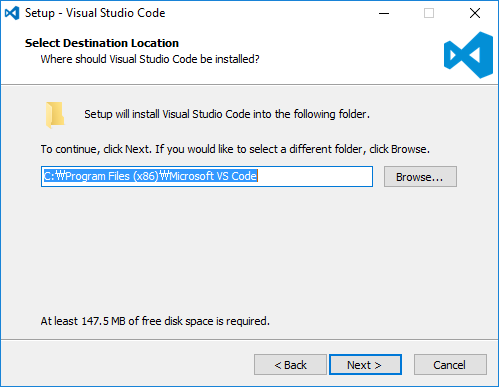 Setup - Visual Studio Code
Select Destination Location
Where should Visual Studio Code be installed?
Setup will install Visual Studio Code into the following folder.
To continue, click Next. If you would like to select a different folder, click Browse.
C:₩Program Files (x86)₩Microsoft VS Code
Browse...
At least 147.5 MB of free disk space is required.
< Back
Next >
Cancel